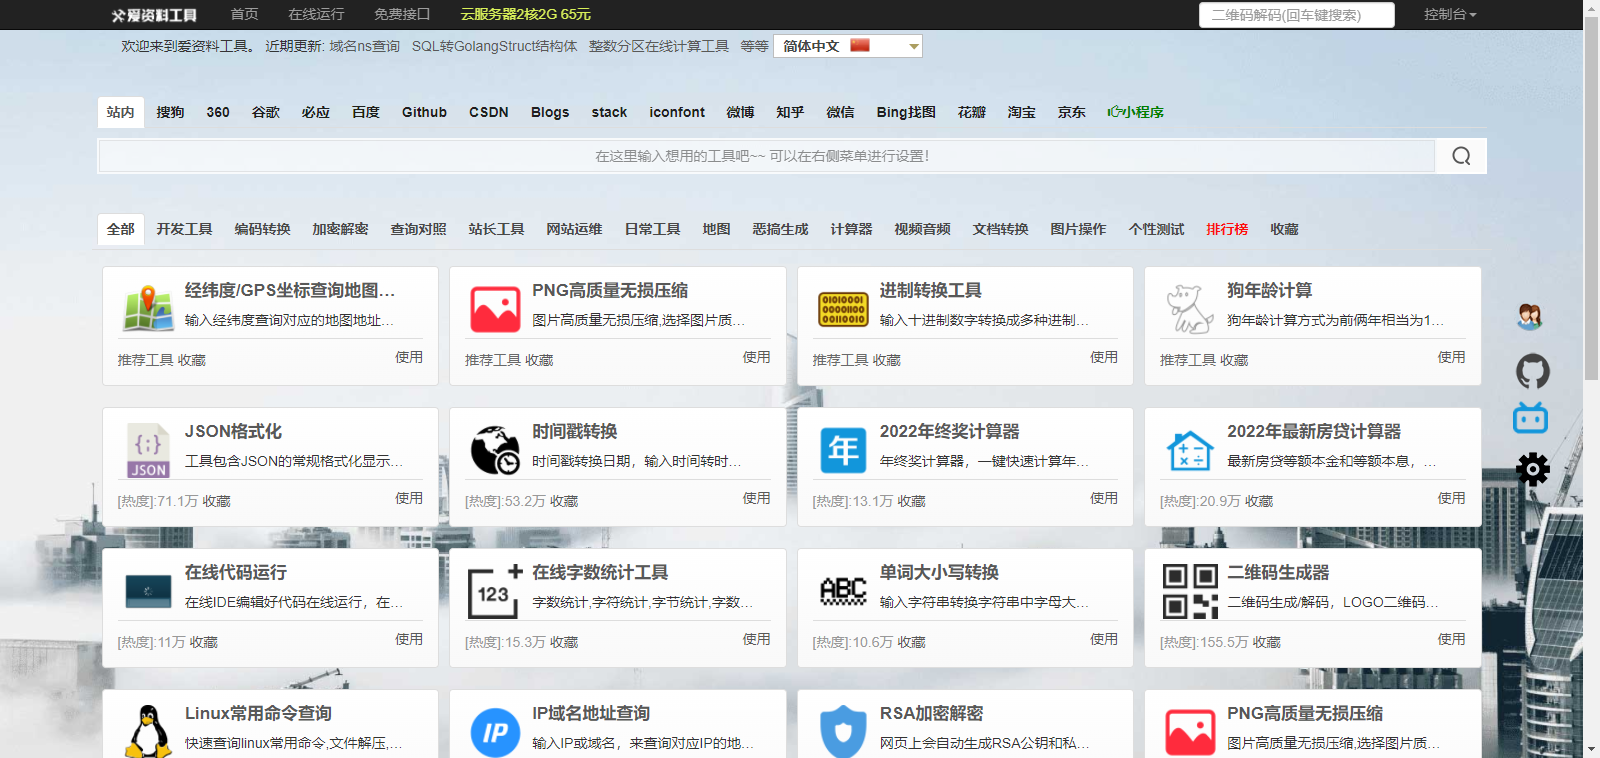 爱资料工具 首页 在线运行 免费接口 云服务器2核2G 65元 二维码解码(回车键搜索) 控制台
欢迎来到爱资料工具。 近期更新: 域名ns查询 SQL转GolangStruct结构体 整数分区在线计算工具 等等 简体中文
站内 搜狗 360 谷歌 必应 百度 Github CSDN Blogs stack iconfont 微博 知乎 微信 Bing找图 花瓣 淘宝 京东 小程序
在这里输入想用的工具吧~~ 可以在右侧菜单进行设置!
全部 开发工具 编码转换 加密解密 查询对照 站长工具 网站运维 日常工具 地图 恶搞生成 计算器 视频音频 文档转换 图片操作 个性测试 排行榜 收藏
经纬度/GPS坐标查询地图… PNG高质量无损压缩 进制转换工具 狗年龄计算
输入经纬度查询对应的地图地址… 图片高质量无损压缩,选择图片质… 输入十进制数字转换成多种进制… 狗年龄计算方式为前俩年相当为1…
推荐工具 收藏 使用 推荐工具 收藏 使用 推荐工具 收藏 使用 推荐工具 收藏 使用
JSON格式化 时间戳转换 2022年终奖计算器 2022年最新房贷计算器
工具包含JSON的常规格式化显示… 时间戳转换日期，输入时间转时… 年终奖计算器，一键快速计算年… 最新房贷等额本金和等额本息，…
[热度]:71.1万 收藏 使用 [热度]:53.2万 收藏 使用 [热度]:13.1万 收藏 使用 [热度]:20.9万 收藏 使用
在线代码运行 在线字数统计工具 单词大小写转换 二维码生成器
在线IDE编辑好代码在线运行，在… 字数统计,字符统计,字节统计,字数… 输入字符串转换字符串中字母大… 二维码生成/解码，LOGO二维码…
[热度]:11万 收藏 使用 [热度]:15.3万 收藏 使用 [热度]:10.6万 收藏 使用 [热度]:155.5万 收藏 使用
Linux常用命令查询 IP域名地址查询 RSA加密解密 PNG高质量无损压缩
快速查询linux常用命令,文件解压,… 输入IP或域名，来查询对应IP的地… 网页上会自动生成RSA公钥和私… 图片高质量无损压缩,选择图片质…
01010001
00001100
00110010
{;}
JSON
年
123
ABC
IP